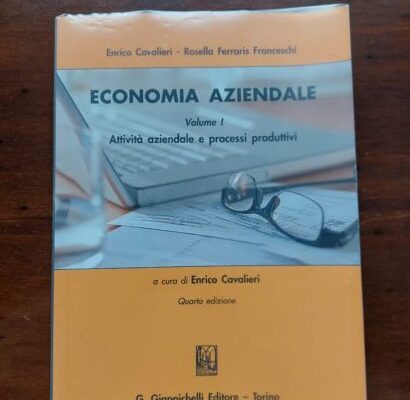 Enrico Cavalieri - Rosella Ferraris Franceschi
ECONOMIA AZIENDALE
Volume I
Attività aziendale e processi produttivi
a cura di Enrico Cavalieri
Quarta edizione
G. Giappichelli Editore – Torino